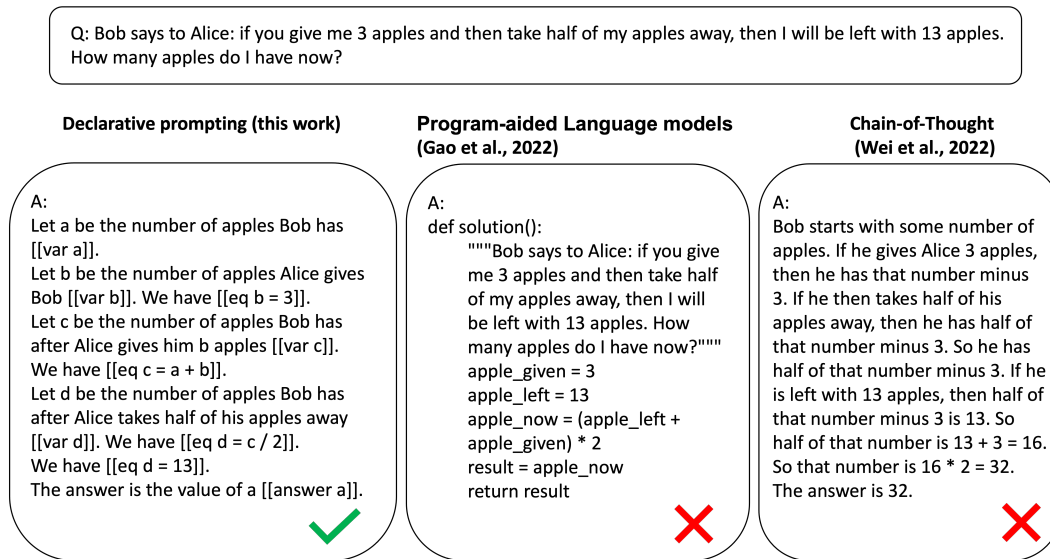 Q: Bob says to Alice: if you give me 3 apples and then take half of my apples away, then I will be left with 13 apples.
How many apples do I have now?
Declarative prompting (this work)
A:
Let a be the number of apples Bob has
[[var a]].
Let b be the number of apples Alice gives
Bob [[var b]]. We have [[eq b = 3]].
Let c be the number of apples Bob has
after Alice gives him b apples [[var c]].
We have [[eq c = a + b]].
Let d be the number of apples Bob has
after Alice takes half of his apples away
[[var d]]. We have [[eq d = c / 2]].
We have [[eq d = 13]].
The answer is the value of a [[answer a]].
Program-aided Language models
(Gao et al., 2022)
A:
def solution():
"""Bob says to Alice: if you give
me 3 apples and then take half
of my apples away, then I will
be left with 13 apples. How
many apples do I have now?"""
apple_given = 3
apple_left = 13
apple_now = (apple_left +
apple_given) * 2
result = apple_now
return result
Chain-of-Thought
(Wei et al., 2022)
A:
Bob starts with some number of
apples. If he gives Alice 3 apples,
then he has that number minus
3. If he then takes half of his
apples away, then he has half of
that number minus 3. So he has
half of that number minus 3. If he
is left with 13 apples, then half of
that number minus 3 is 13. So
half of that number is 13 + 3 = 16.
So that number is 16 * 2 = 32.
The answer is 32.